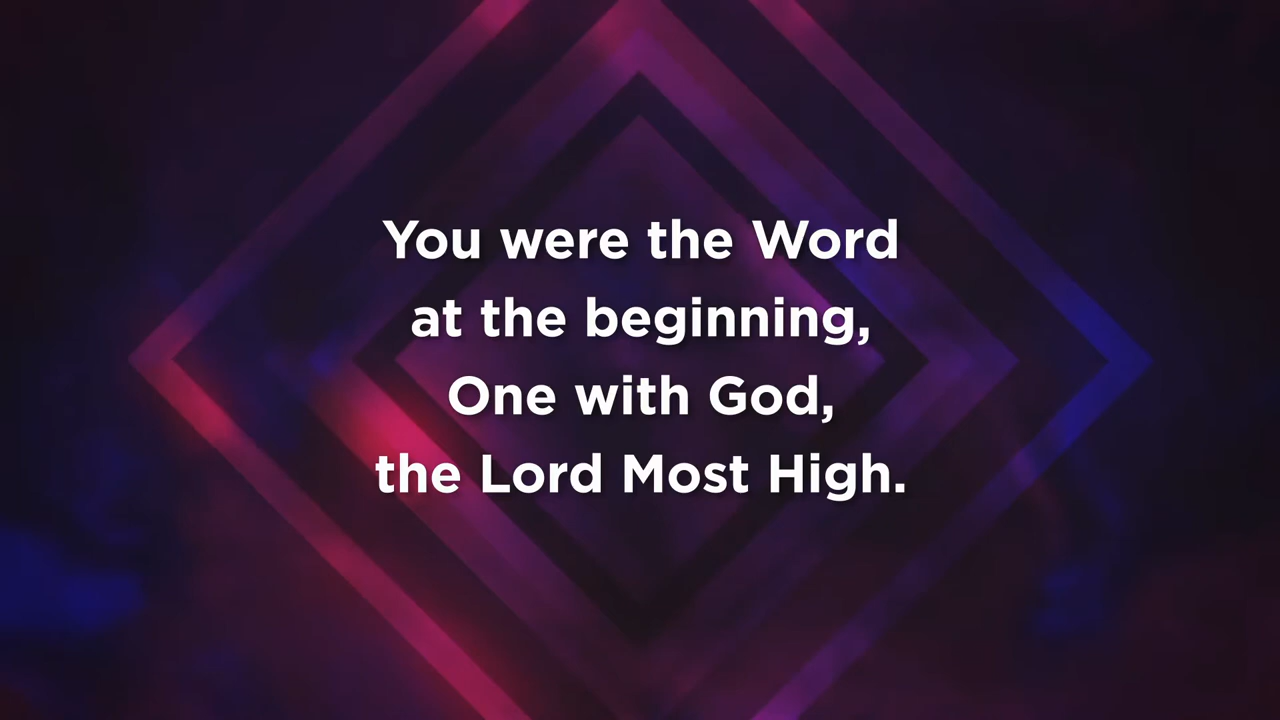 You were the Word
at the beginning,
One with God,
the Lord Most High.